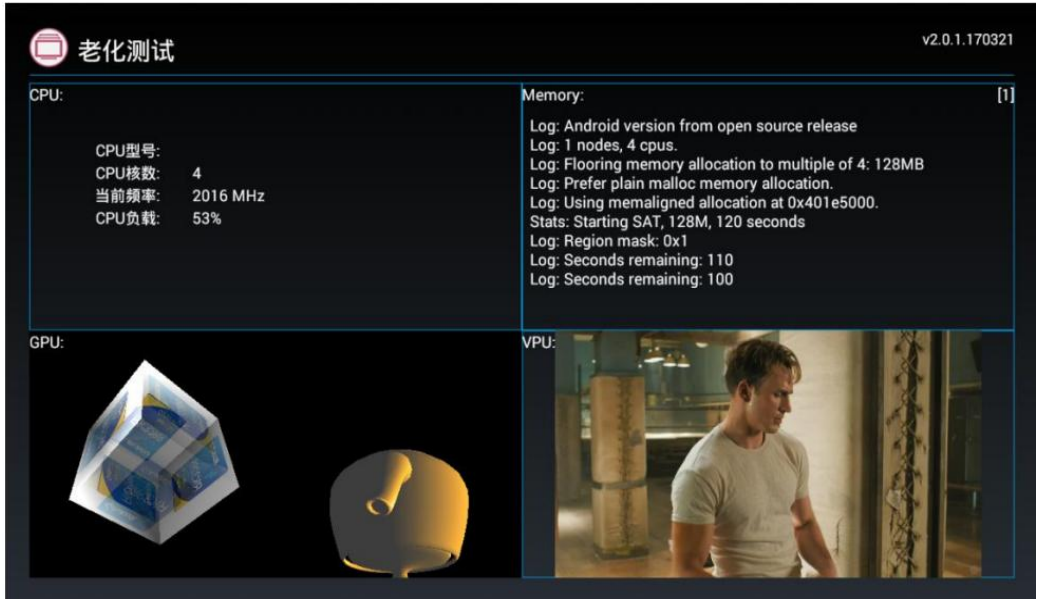 老化测试
v2.0.1.170321
CPU:
CPU型号:
CPU核数: 4
当前频率: 2016 MHz
CPU负载: 53%
Memory:
[1]
Log: Android version from open source release
Log: 1 nodes, 4 cpus.
Log: Flooring memory allocation to multiple of 4: 128MB
Log: Prefer plain malloc memory allocation.
Log: Using memaligned allocation at 0x401e5000.
Stats: Starting SAT, 128M, 120 seconds
Log: Region mask: 0x1
Log: Seconds remaining: 110
Log: Seconds remaining: 100
GPU:
VPU: